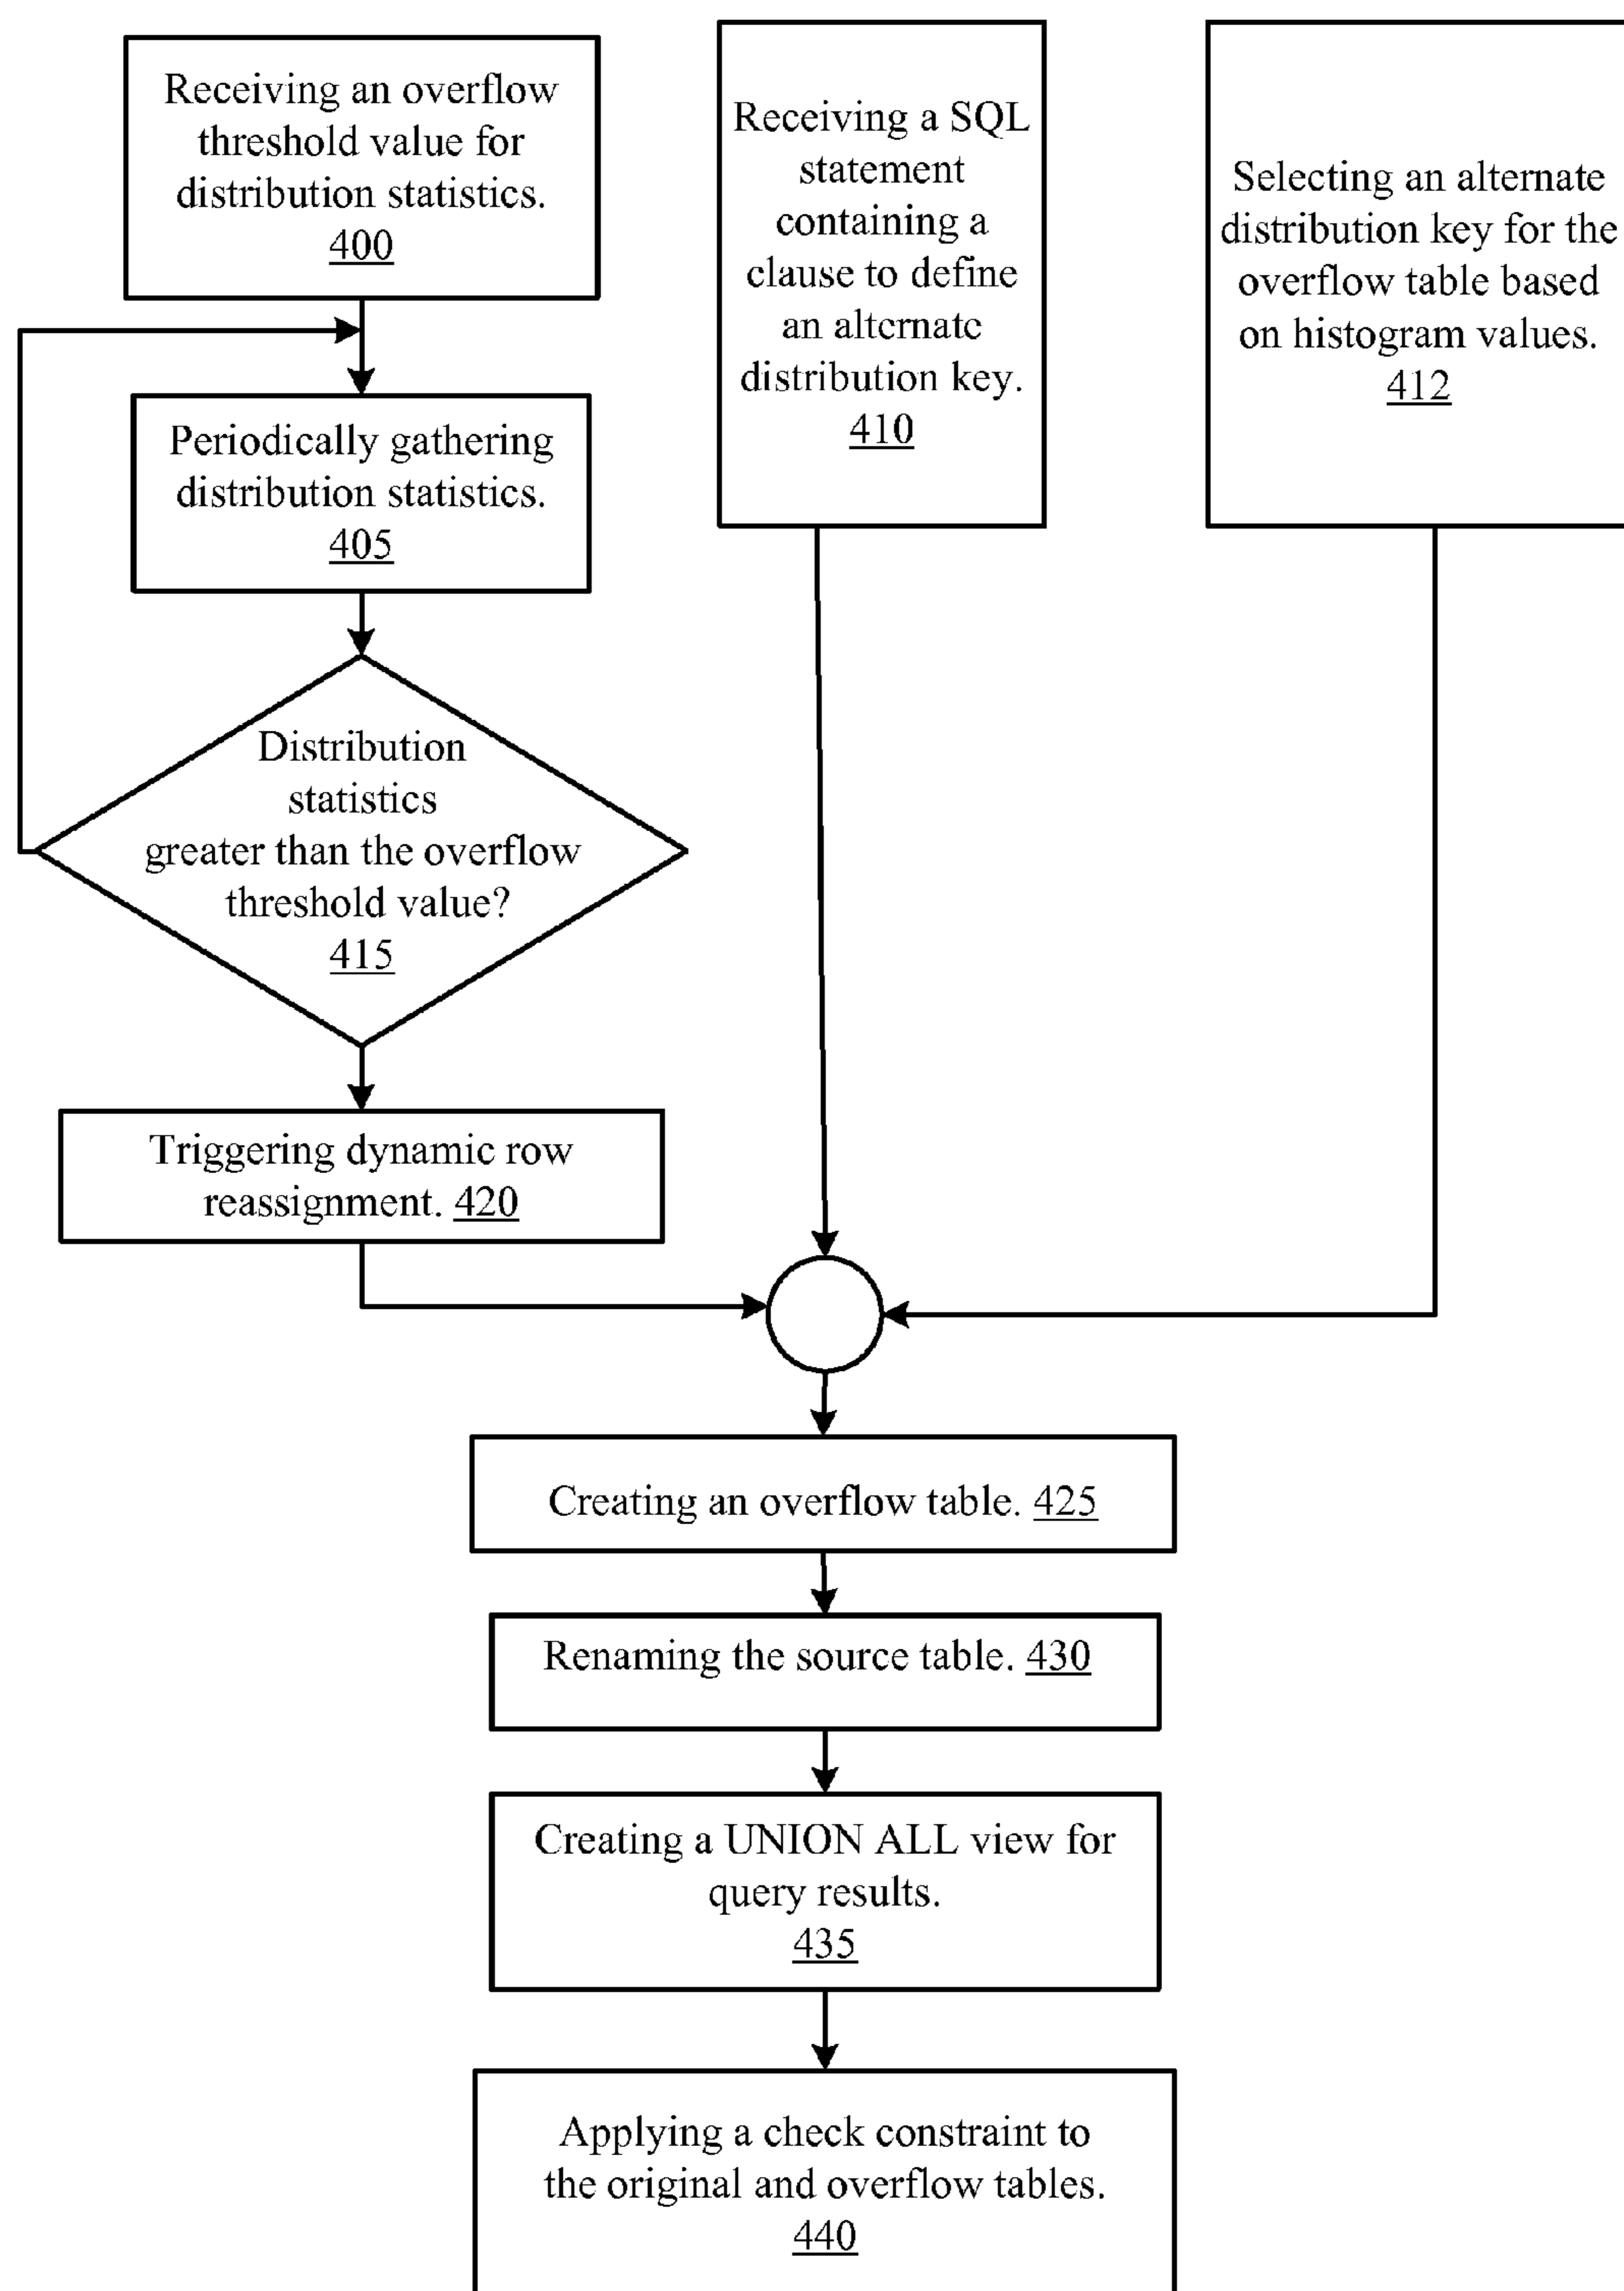 Receiving an overflow
threshold value for
distribution statistics.
400
Periodically gathering
distribution statistics.
405
Distribution
statistics
greater than the overflow
threshold value?
415
Triggering dynamic row
reassignment. 420
Receiving a SQL
statement
containing a
clause to define
an alternate
distribution key.
410
Selecting an alternate
distribution key for the
overflow table based
on histogram values.
412
Creating an overflow table. 425
Renaming the source table. 430
Creating a UNION ALL view for
query results.
435
Applying a check constraint to
the original and overflow tables.
440